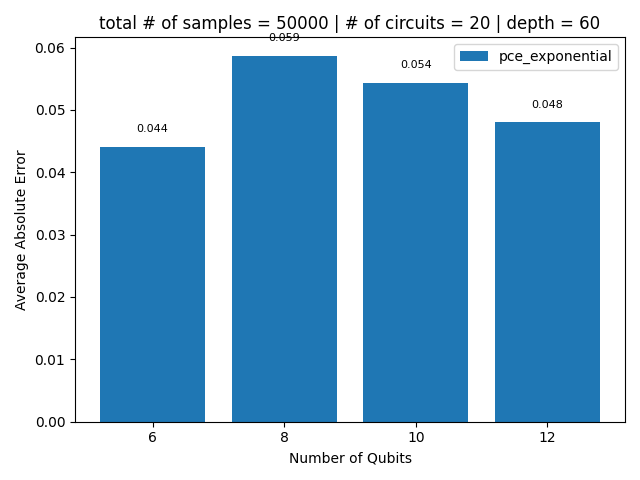 total # of samples = 50000 | # of circuits = 20 | depth = 60
pce_exponential
0.044
0.059
0.054
0.048
0.06
0.05
0.04
0.03
0.02
0.01
0.00
Average Absolute Error
6 8 10 12
Number of Qubits